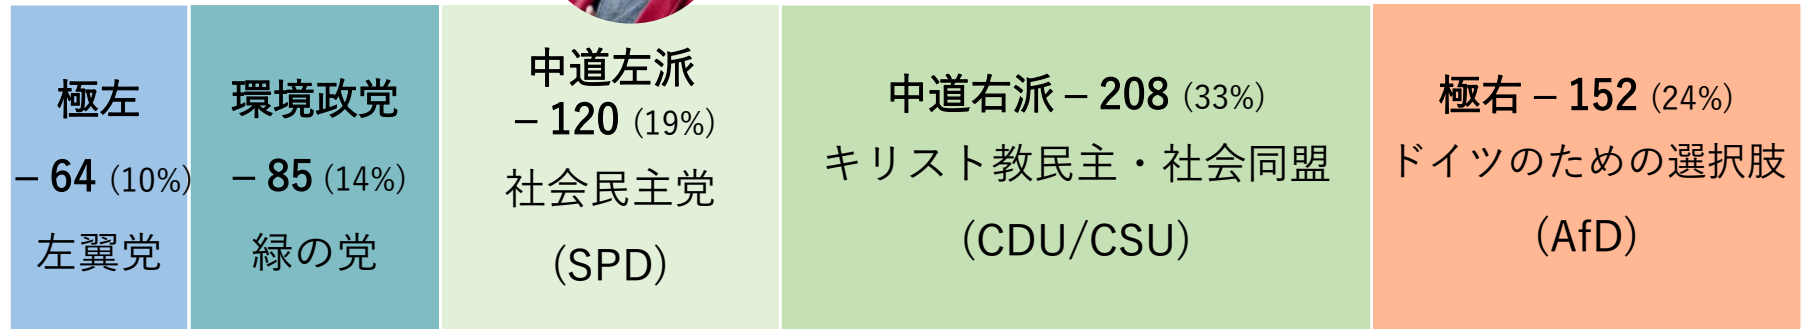 極左
– 64 (10%)
左翼党
環境政党
– 85 (14%)
緑の党
中道左派
– 120 (19%)
社会民主党
(SPD)
中道右派 – 208 (33%)
キリスト教民主・社会同盟
(CDU/CSU)
極右 – 152 (24%)
ドイツのための選択肢
(AfD)